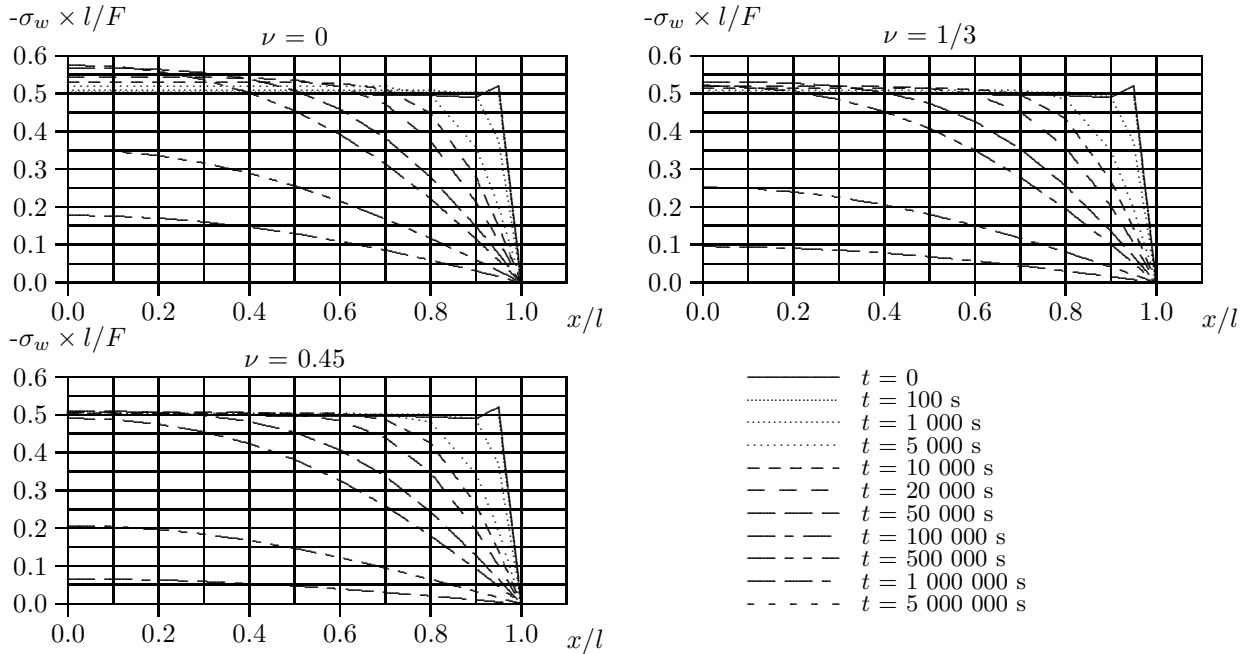 -σ_w × l/F
ν = 0
0.6
0.5
0.4
0.3
0.2
0.1
0.0
0.0 0.2 0.4 0.6 0.8 1.0 x/l
-σ_w × l/F
ν = 1/3
0.6
0.5
0.4
0.3
0.2
0.1
0.0
0.0 0.2 0.4 0.6 0.8 1.0 x/l
-σ_w × l/F
ν = 0.45
0.6
0.5
0.4
0.3
0.2
0.1
0.0
0.0 0.2 0.4 0.6 0.8 1.0 x/l
t = 0
t = 100 s
t = 1 000 s
t = 5 000 s
t = 10 000 s
t = 20 000 s
t = 50 000 s
t = 100 000 s
t = 500 000 s
t = 1 000 000 s
t = 5 000 000 s